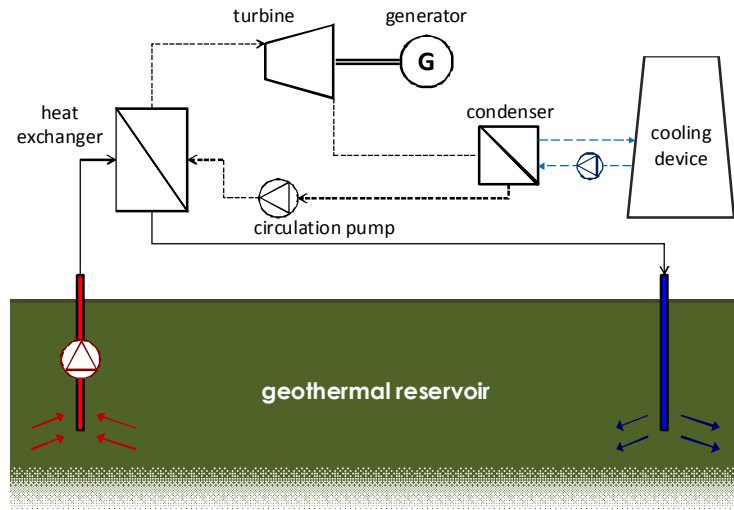 turbine
generator
G
heat
exchanger
condenser
cooling
device
circulation pump
geothermal reservoir